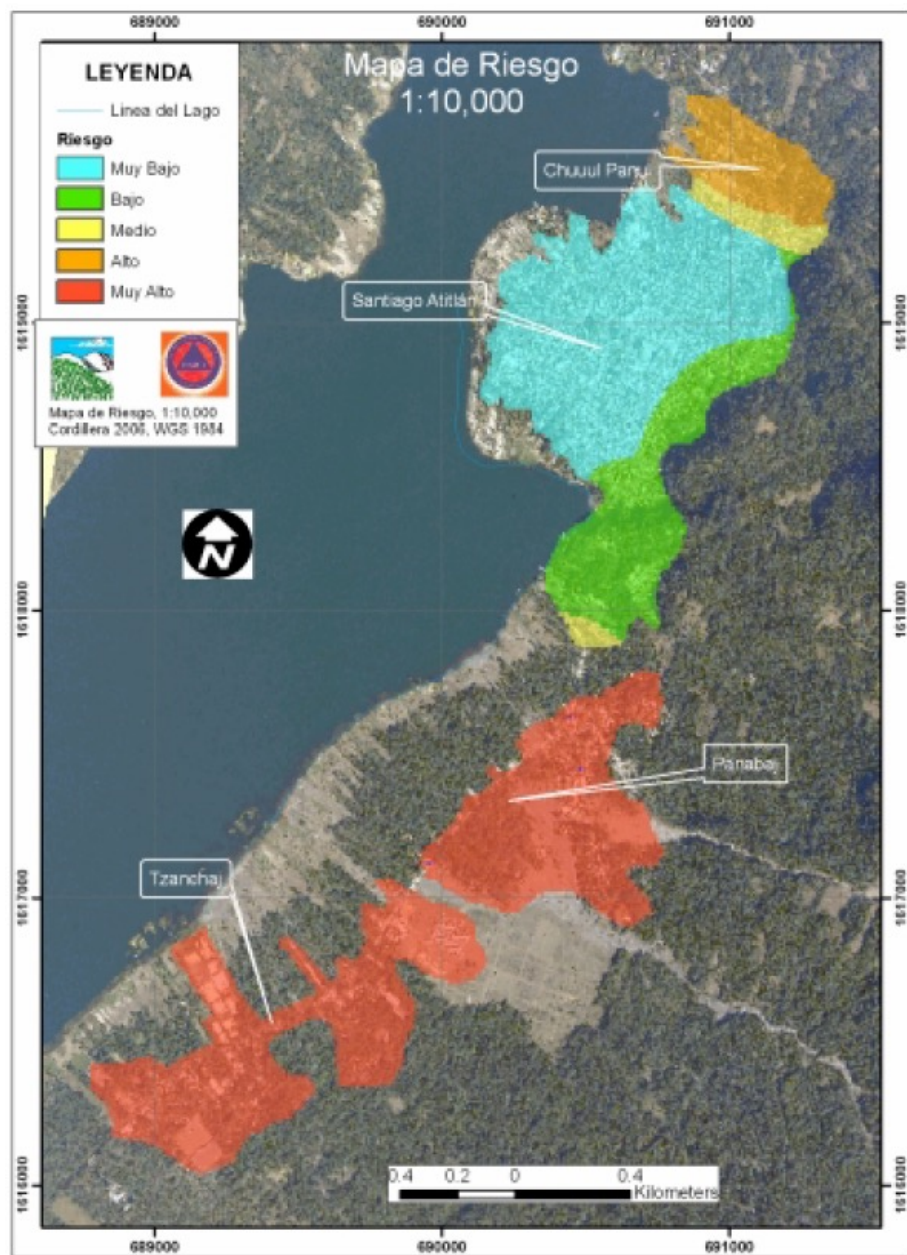 689000
690000
691000
LEYENDA
Linea del Lago
Riesgo
Muy Bajo
Bajo
Medio
Alto
Muy Alto
Mapa de Riesgo, 1:10,000
Cordillera 2006, WGS 1984
Mapa de Riesgo
1:10,000
Chuuul Panu
Santiago Atitlán
N
Panabaj
Tzanchaj
1619000
1618000
1617000
1616000
1619000
1618000
1617000
1616000
0.4
0.2
0
0.4
Kilometers
689000
690000
691000